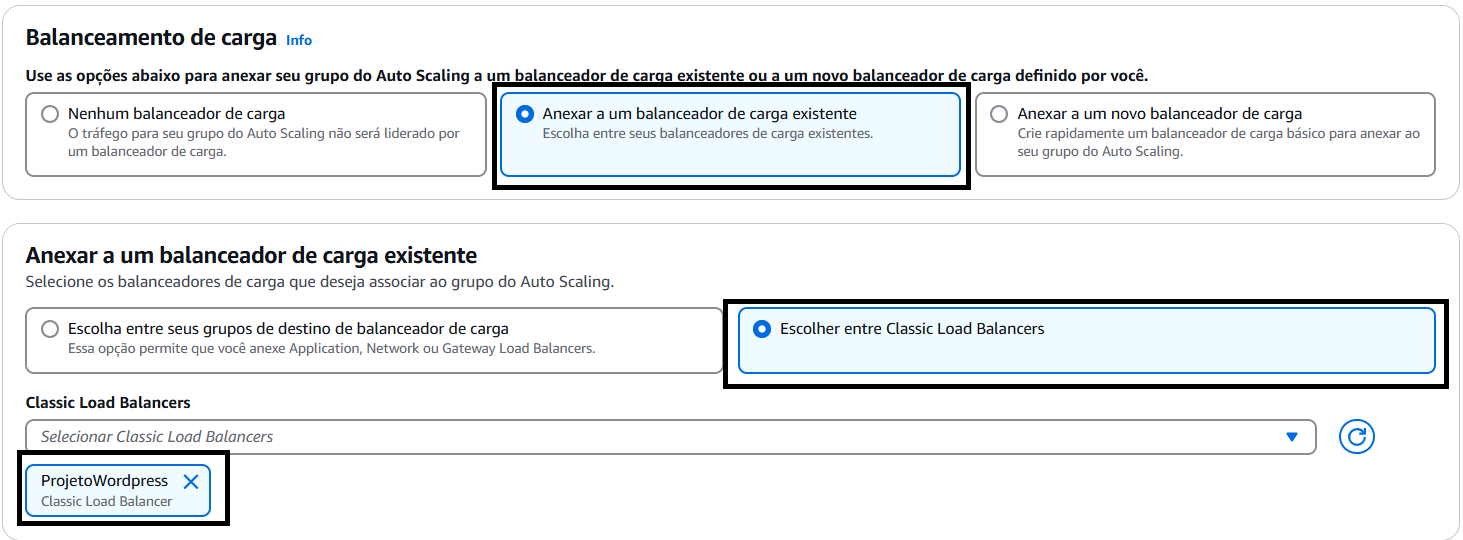 Balanceamento de carga Info
Use as opções abaixo para anexar seu grupo do Auto Scaling a um balanceador de carga existente ou a um novo balanceador de carga definido por você.
Nenhum balanceador de carga
O tráfego para seu grupo do Auto Scaling não será liderado por
um balanceador de carga.
Anexar a um balanceador de carga existente
Escolha entre seus balanceadores de carga existentes.
Anexar a um novo balanceador de carga
Crie rapidamente um balanceador de carga básico para anexar ao
seu grupo do Auto Scaling.
Anexar a um balanceador de carga existente
Selecione os balanceadores de carga que deseja associar ao grupo do Auto Scaling.
Escolha entre seus grupos de destino de balanceador de carga
Essa opção permite que você anexe Application, Network ou Gateway Load Balancers.
Escolher entre Classic Load Balancers
Classic Load Balancers
Selecionar Classic Load Balancers
ProjetoWordpress
Classic Load Balancer